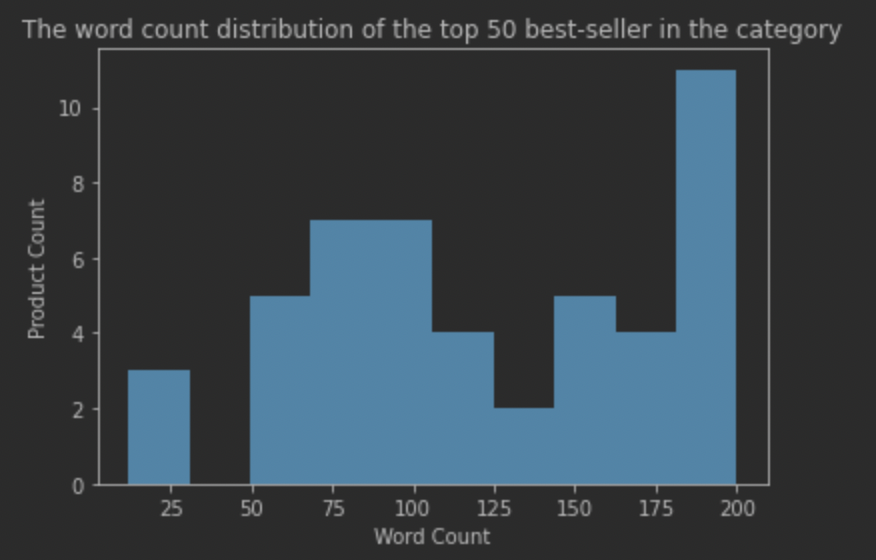 The word count distribution of the top 50 best-seller in the category
Product Count
10
8
6
4
2
0
25 50 75 100 125 150 175 200
Word Count